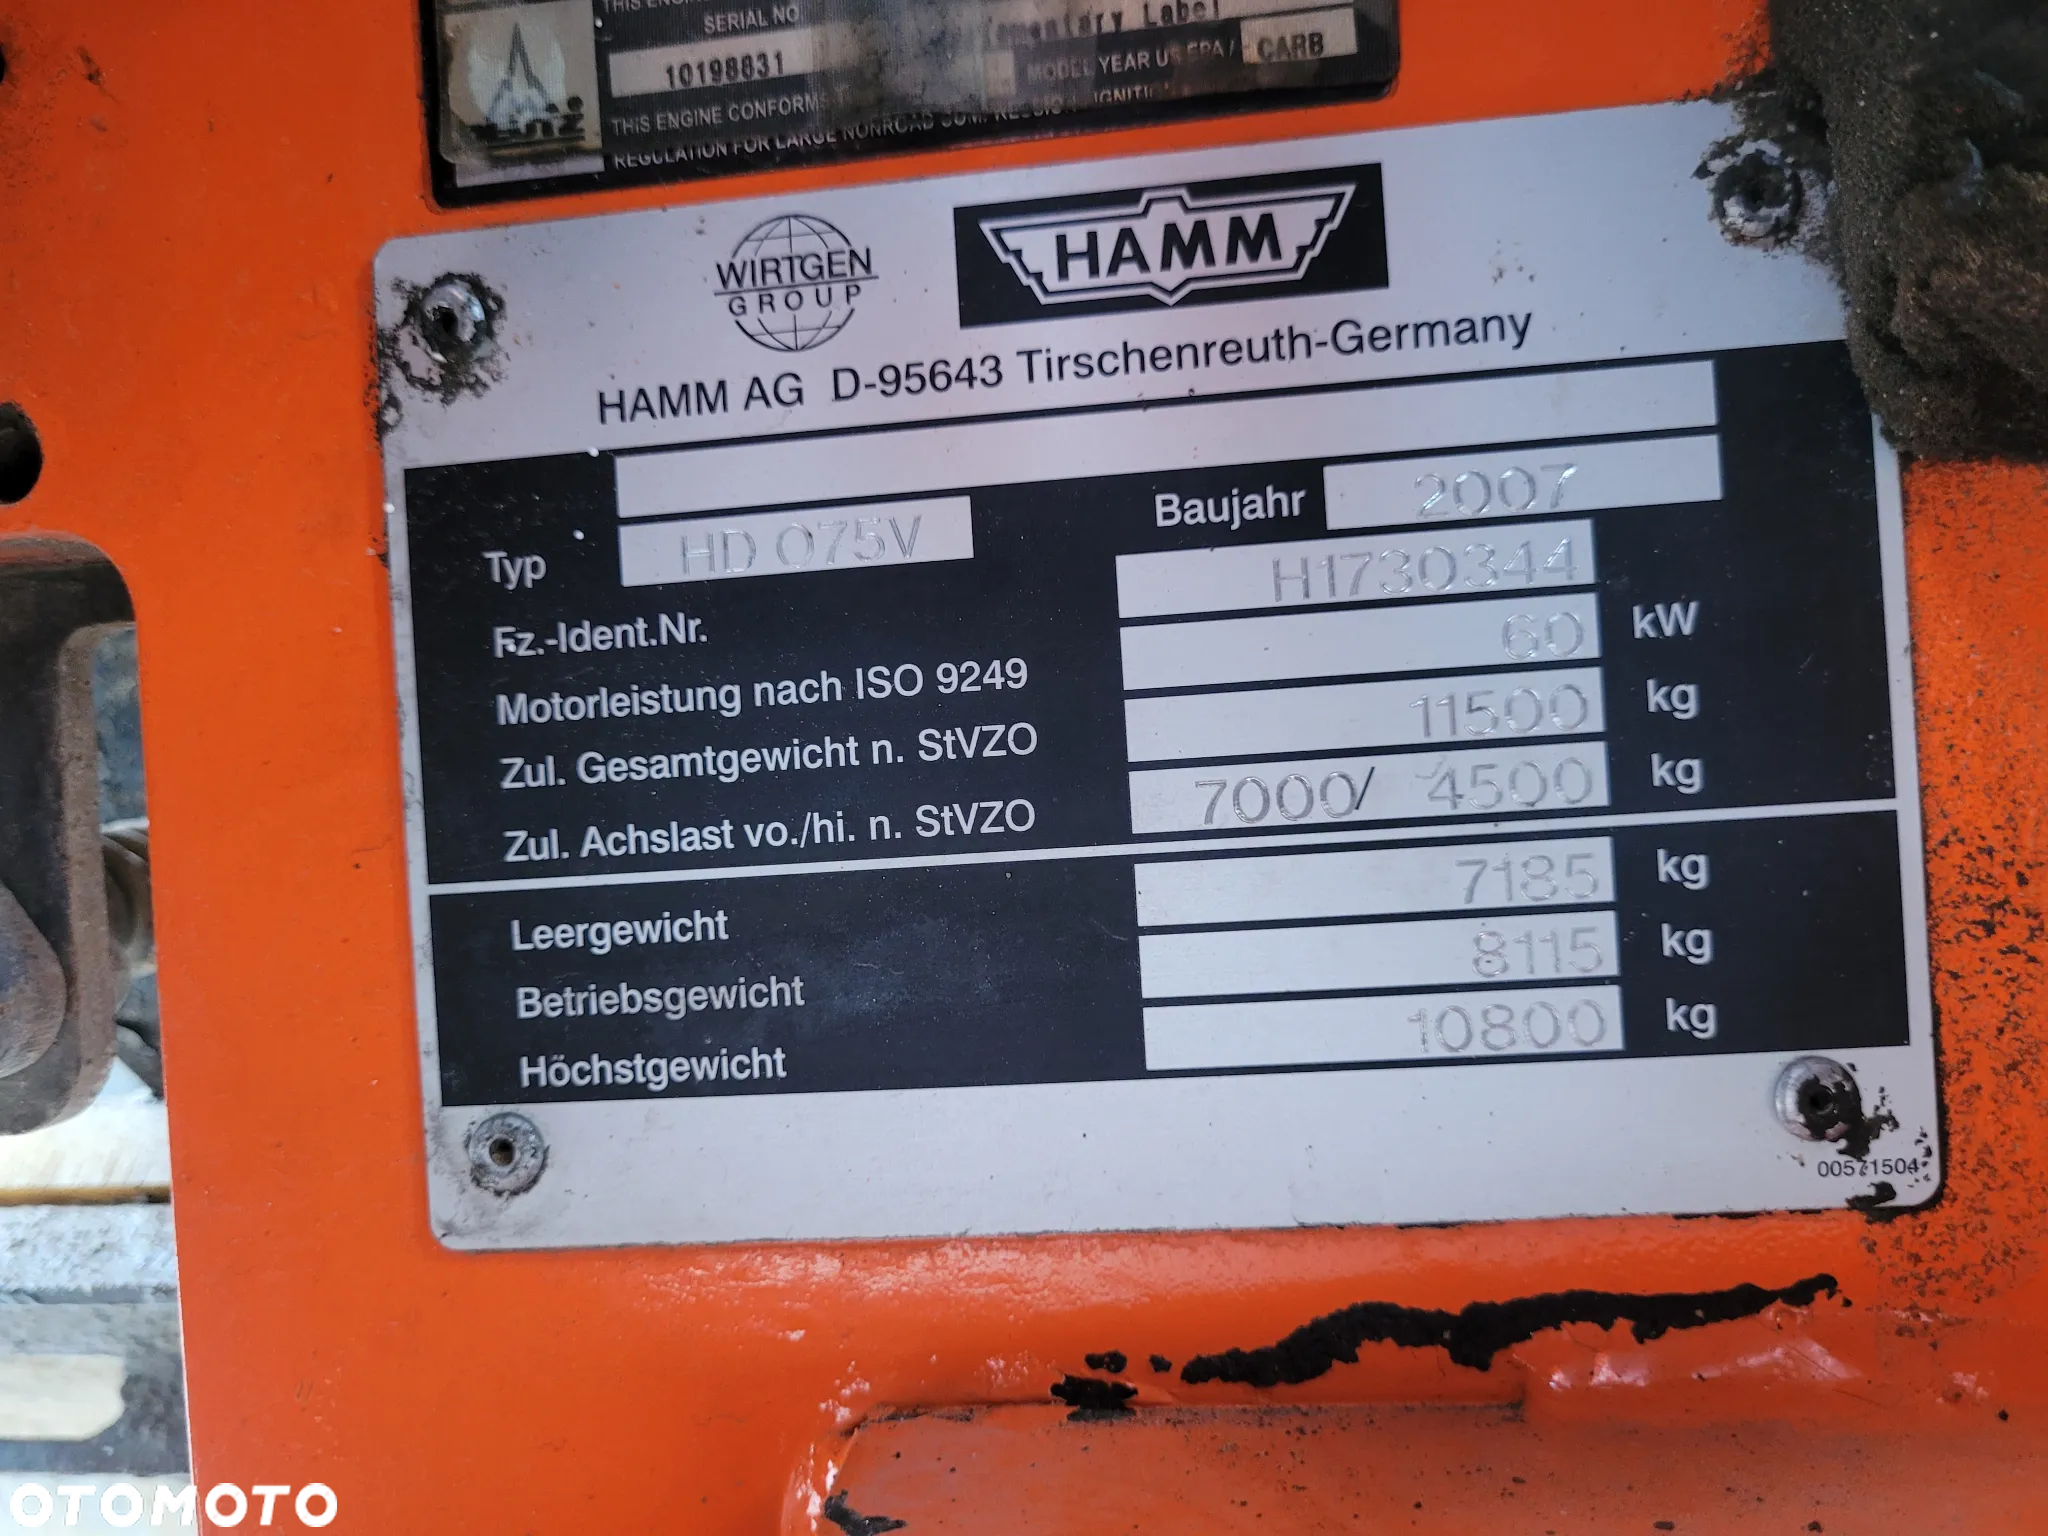 SERIAL NO
10198831
THIS ENGINE CONFORM
Label
MODEL YEAR US EPA / CARB
REGULATION FOR LARGE NONROAD
WIRTGEN
GROUP
HAMM
HAMM AG D-95643 Tirschenreuth-Germany
Typ HD 075V Baujahr 2007
Fz.-Ident.Nr. H1730344
Motorleistung nach ISO 9249 60 kW
Zul. Gesamtgewicht n. StVZO 11500 kg
Zul. Achslast vo./hi. n. StVZO 7000/ 4500 kg
Leergewicht 7185 kg
Betriebsgewicht 8115 kg
Höchstgewicht 10800 kg
00571504
OTOMOTO